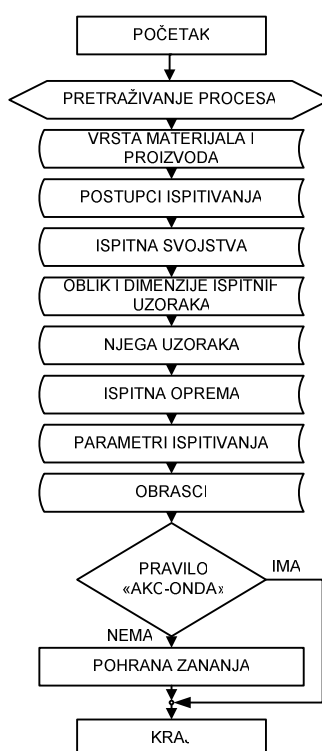 POČETAK
PRETRAŽIVANJE PROCESA
VRSTA MATERIJALA I
PROIZVODA
POSTUPCI ISPITIVANJA
ISPITNA SVOJSTVA
OBLIK I DIMENZIJE ISPITNIH
UZORAKA
NJEGA UZORAKA
ISPITNA OPREMA
PARAMETRI ISPITIVANJA
OBRASCI
PRAVILO
«AKO-ONDA»
IMA
NEMA
POHRANA ZANANJA
KRAJ